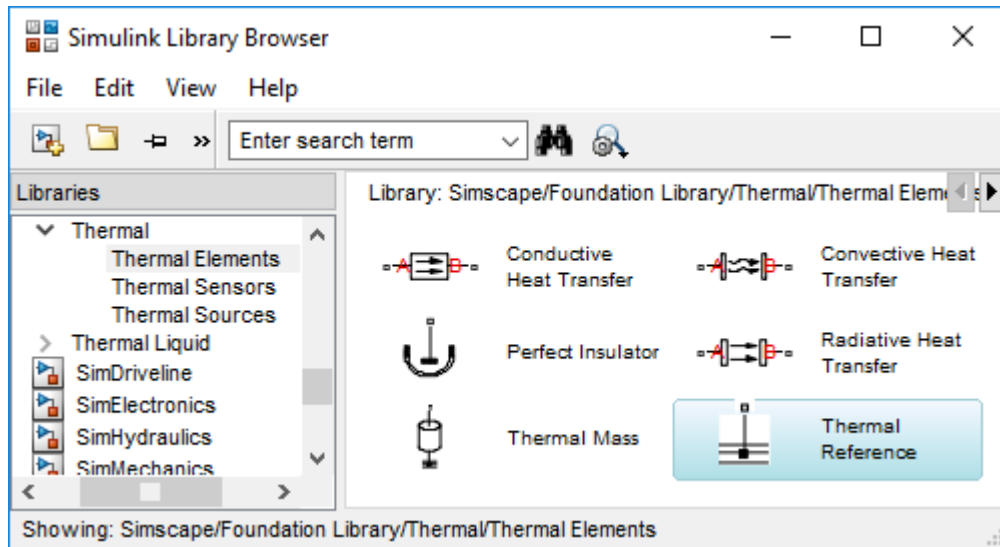 Simulink Library Browser
File Edit View Help
» Enter search term
Libraries
Library: Simscape/Foundation Library/Thermal/Thermal Eleme
Thermal
Thermal Elements
Thermal Sensors
Thermal Sources
Thermal Liquid
SimDriveline
SimElectronics
SimHydraulics
SimMechanics
A B
Conductive
Heat Transfer
A B
Convective Heat
Transfer
Perfect Insulator
A B
Radiative Heat
Transfer
Thermal Mass
Thermal
Reference
Showing: Simscape/Foundation Library/Thermal/Thermal Elements